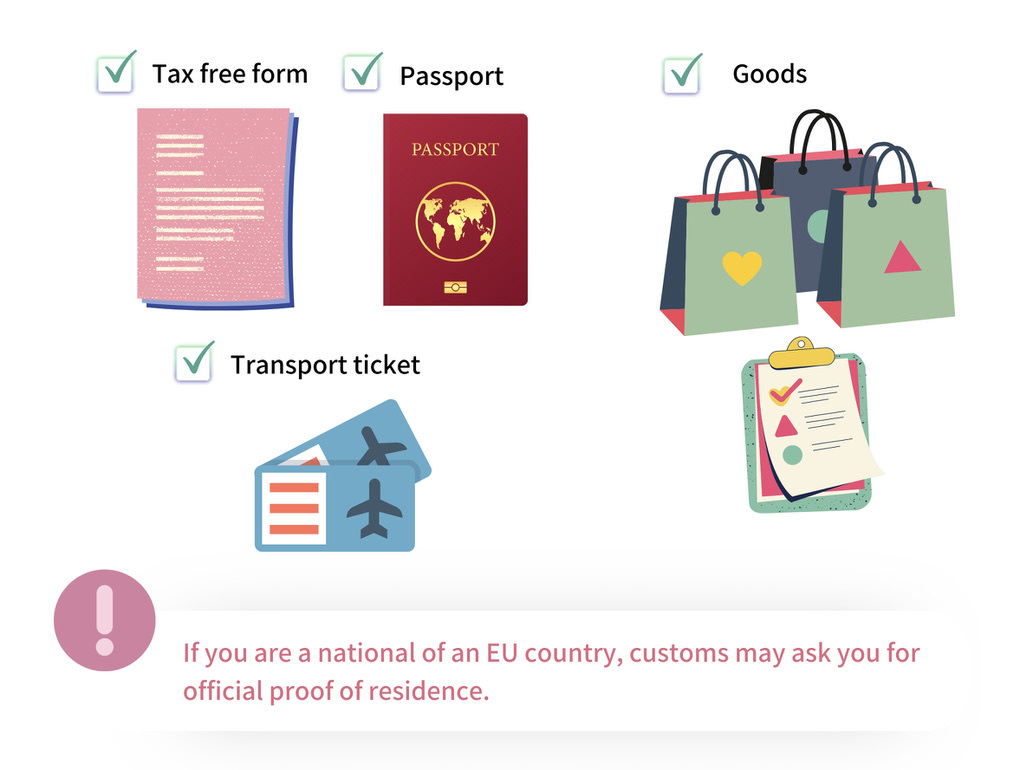 Tax free form
Passport
Goods
PASSPORT
Transport ticket
If you are a national of an EU country, customs may ask you for
official proof of residence.